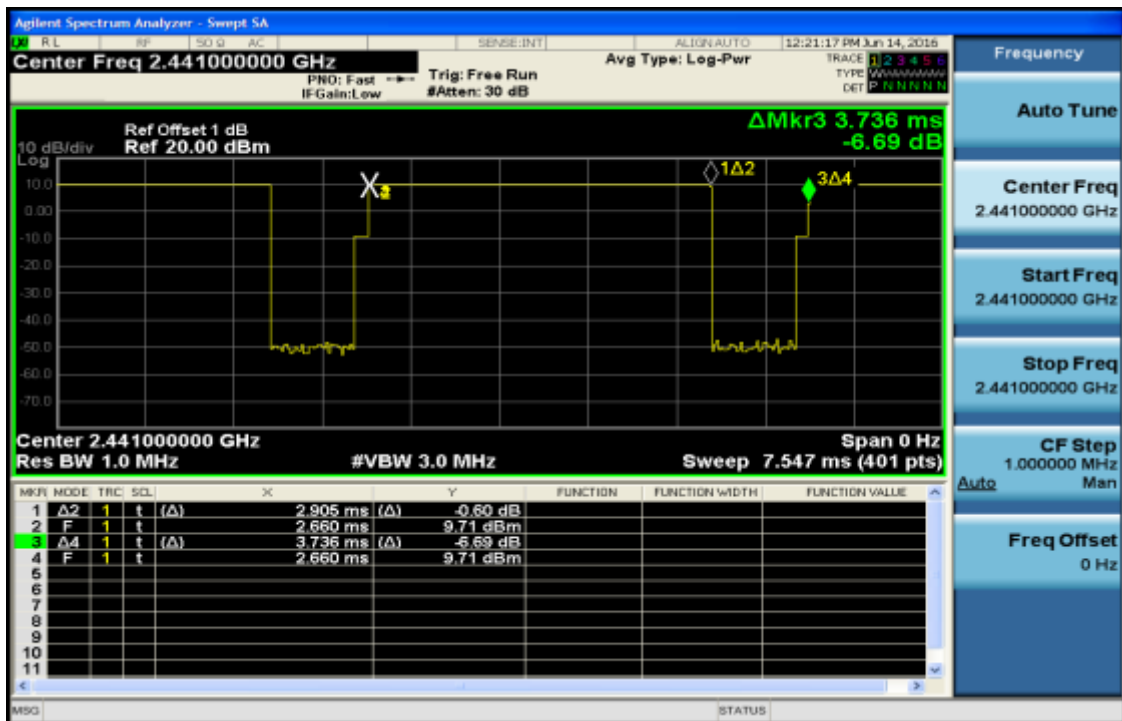 Agilent Spectrum Analyzer - Swept SA
RL RF 50 Ω AC SENSE:INT ALIGN AUTO 12:21:17 PM Jun 14, 2016
Center Freq 2.441000000 GHz
PNO: Fast
IFGain:Low
Trig: Free Run
#Atten: 30 dB
Avg Type: Log-Pwr
TRACE 1 2 3 4 5 6
TYPE
DET P N N N N N
ΔMkr3 3.736 ms
-6.69 dB
Ref Offset 1 dB
10 dB/div Ref 20.00 dBm
Log
10.0
0.00
-10.0
-20.0
-30.0
-40.0
-50.0
-60.0
-70.0
X
1Δ2
3Δ4
Center 2.441000000 GHz Span 0 Hz
Res BW 1.0 MHz #VBW 3.0 MHz Sweep 7.547 ms (401 pts)
MKR MODE TRC SCL X Y FUNCTION FUNCTION WIDTH FUNCTION VALUE
1 Δ2 1 t (Δ) 2.905 ms (Δ) -0.60 dB
2 F 1 t 2.660 ms 9.71 dBm
3 Δ4 1 t (Δ) 3.736 ms (Δ) -6.69 dB
4 F 1 t 2.660 ms 9.71 dBm
5
6
7
8
9
10
11
MSG STATUS
Frequency
Auto Tune
Center Freq
2.441000000 GHz
Start Freq
2.441000000 GHz
Stop Freq
2.441000000 GHz
CF Step
1.000000 MHz
Auto Man
Freq Offset
0 Hz